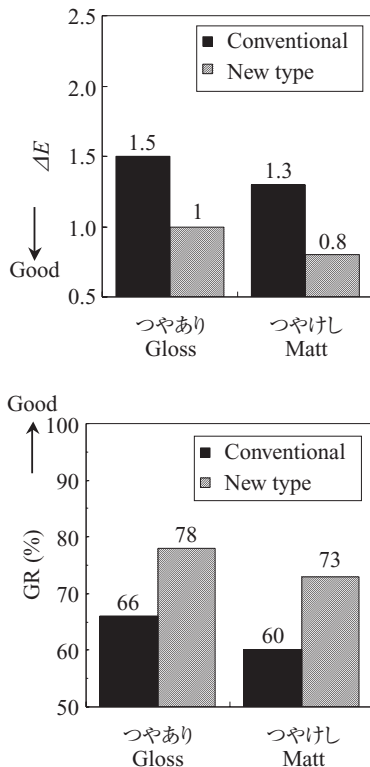 2.5
2.0
1.5
1.0
0.5
ΔE
Good
Conventional
New type
1.5
1
1.3
0.8
つやあり
Gloss
つやけし
Matt
Good
100
90
80
70
60
50
GR (%)
Conventional
New type
66
78
60
73
つやあり
Gloss
つやけし
Matt